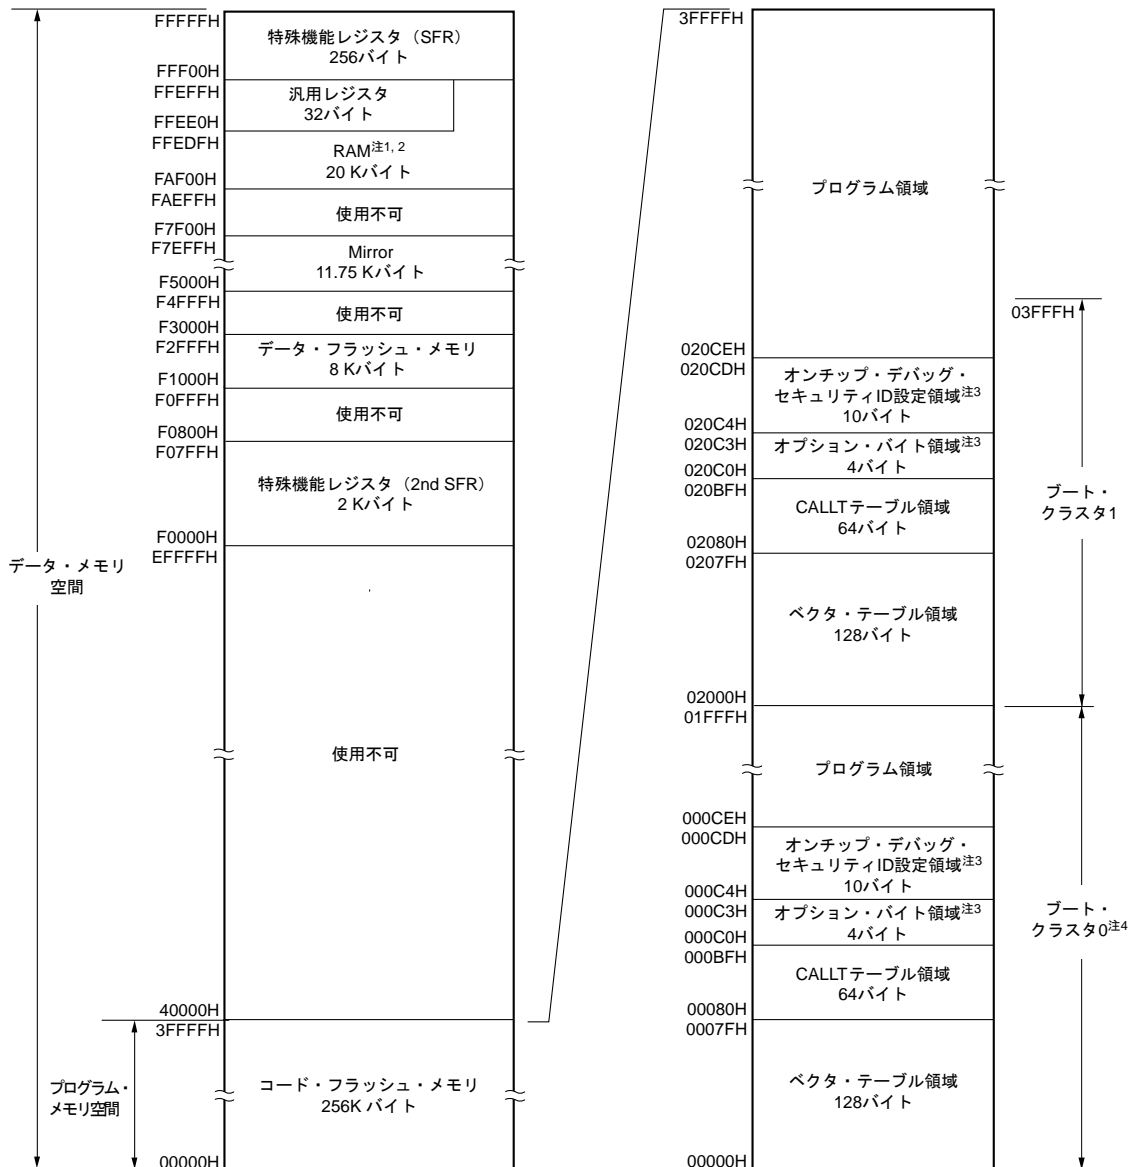 FFFFFH
特殊機能レジスタ（SFR）
256バイト
FFF00H
FFEFFH
汎用レジスタ
32バイト
FFEE0H
FFEDFH
RAM注1, 2
20 Kバイト
FAF00H
FAEFFH
使用不可
F7F00H
F7EFFH
Mirror
11.75 Kバイト
F5000H
F4FFFH
使用不可
F3000H
F2FFFH
データ・フラッシュ・メモリ
8 Kバイト
F1000H
F0FFFH
使用不可
F0800H
F07FFH
特殊機能レジスタ（2nd SFR）
2 Kバイト
F0000H
EFFFFH
データ・メモリ
空間
使用不可
40000H
3FFFFH
プログラム・
メモリ空間
コード・フラッシュ・メモリ
256K バイト
00000H
3FFFFH
プログラム領域
03FFFH
020CEH
020CDH
オンチップ・デバッグ・
セキュリティID設定領域注3
10バイト
020C4H
020C3H
オプション・バイト領域注3
4バイト
020C0H
020BFH
CALLTテーブル領域
64バイト
ブート・
クラスタ1
02080H
0207FH
ベクタ・テーブル領域
128バイト
02000H
01FFFH
プログラム領域
000CEH
000CDH
オンチップ・デバッグ・
セキュリティID設定領域注3
10バイト
000C4H
000C3H
オプション・バイト領域注3
4バイト
000C0H
000BFH
ブート・
クラスタ0注4
CALLTテーブル領域
64バイト
00080H
0007FH
ベクタ・テーブル領域
128バイト
00000H